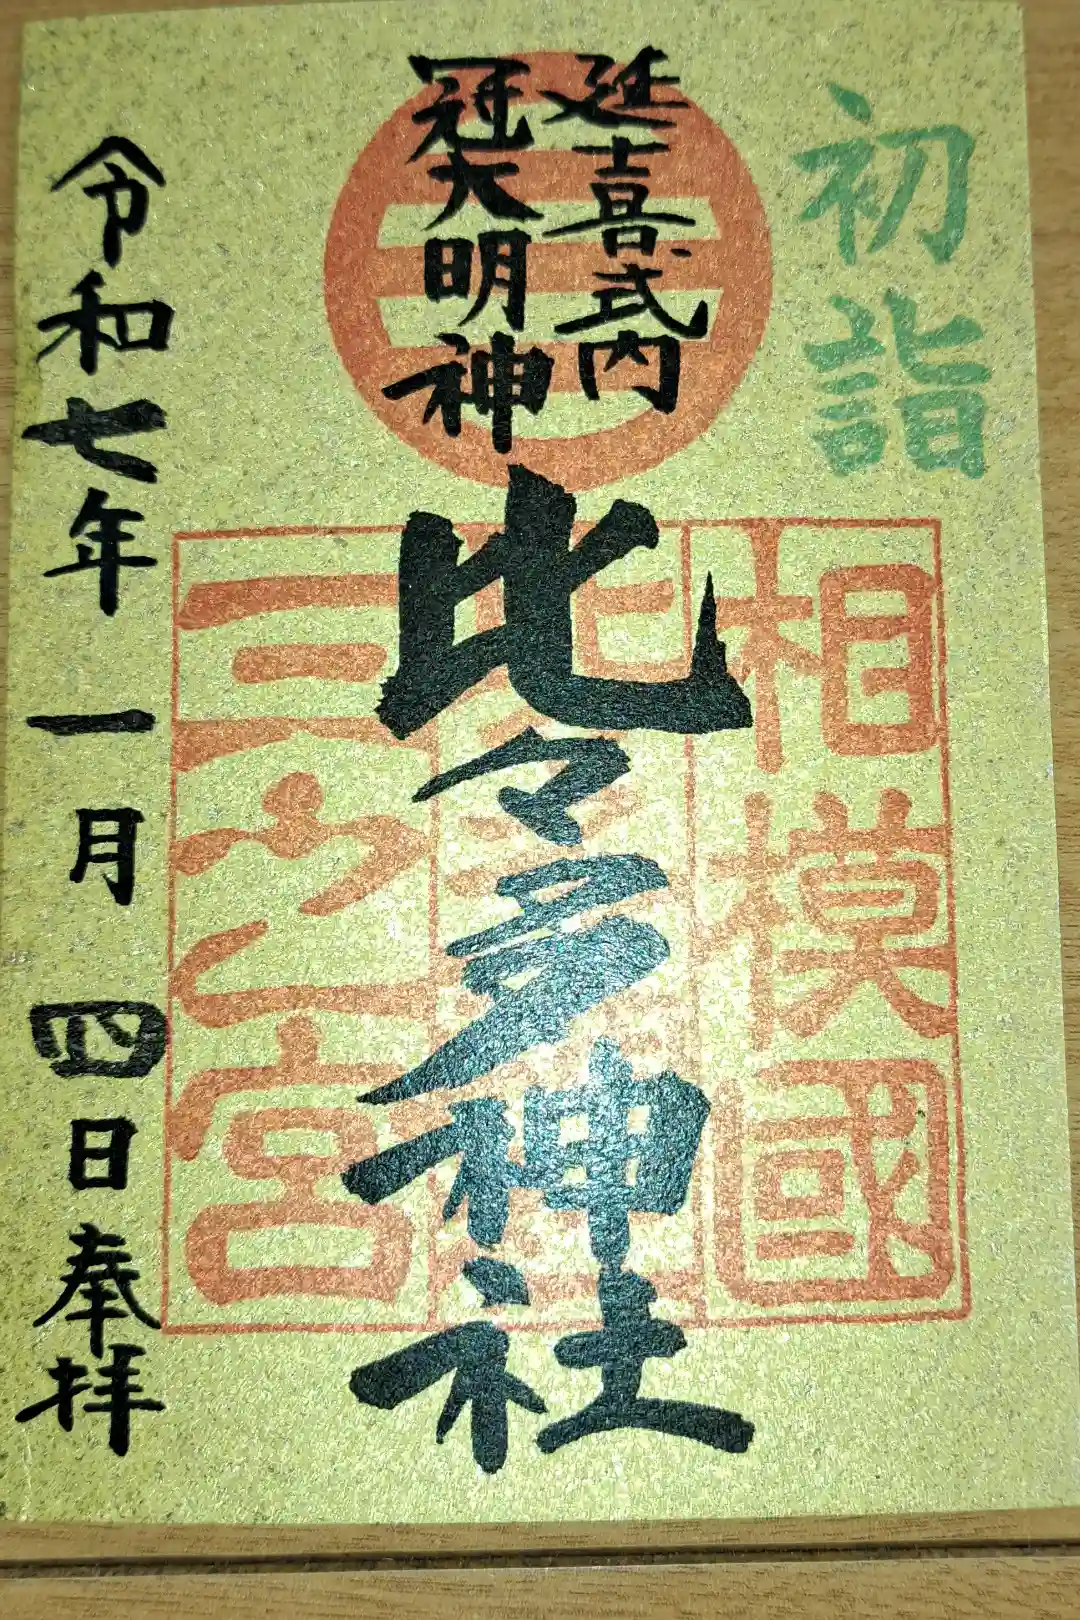 初詣
延喜式内
冠大明神
比々多神社
相模國
三之宮
令和七年一月四日奉拝